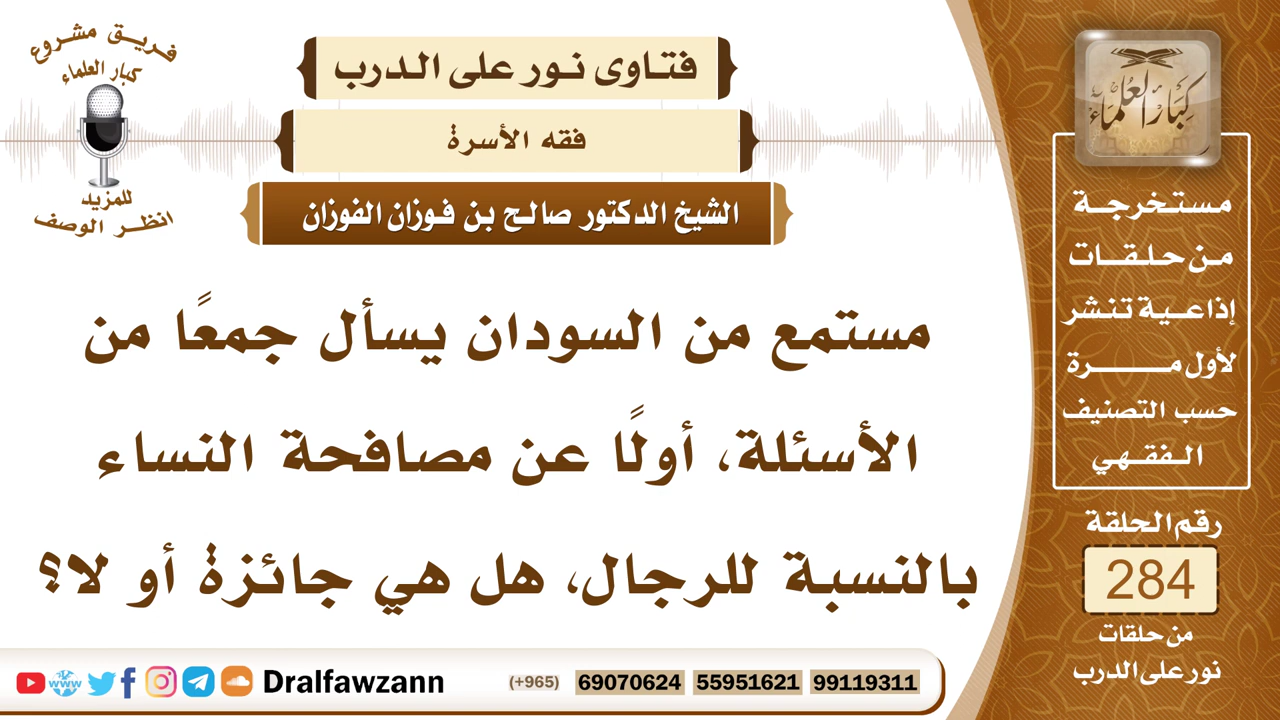 فريق مشروع
كبار العلماء
للمزيد
انظر الوصف
فتاوى نور على الدرب
فقه الأسرة
الشيخ الدكتور صالح بن فوزان الفوزان
مستمع من السودان يسأل جمعًا من
الأسئلة، أولًا عن مصافحة النساء
بالنسبة للرجال، هل هي جائزة أو لا؟
كبار العلماء
مستخرجة
من حلقات
إذاعية تنشر
لأول مرة
حسب التصنيف
الفقهي
رقم الحلقة
284
من حلقات
نور على الدرب
www
Dralfawzann
(+965) 69070624 55951621 99119311